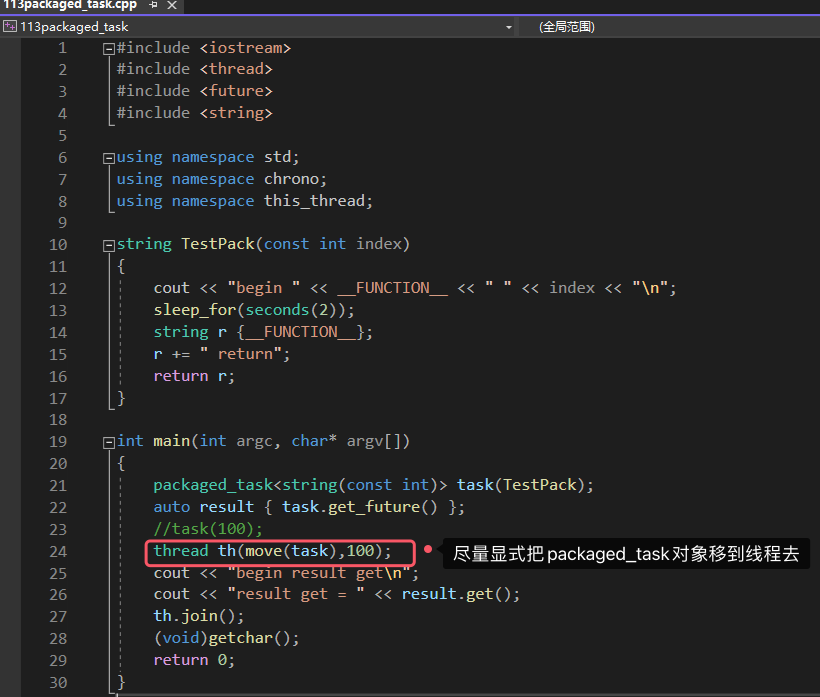 113packaged_task.cpp
113packaged_task (全局范围)
1 #include <iostream>
2 #include <thread>
3 #include <future>
4 #include <string>
5
6 using namespace std;
7 using namespace chrono;
8 using namespace this_thread;
9
10 string TestPack(const int index)
11 {
12 cout << "begin " << __FUNCTION__ << " " << index << "\n";
13 sleep_for(seconds(2));
14 string r {__FUNCTION__};
15 r += " return";
16 return r;
17 }
18
19 int main(int argc, char* argv[])
20 {
21 packaged_task<string(const int)> task(TestPack);
22 auto result { task.get_future() };
23 //task(100);
24 thread th(move(task),100); 尽量显式把packaged_task对象移到线程去
25 cout << "begin result get\n";
26 cout << "result get = " << result.get();
27 th.join();
28 (void)getchar();
29 return 0;
30 }